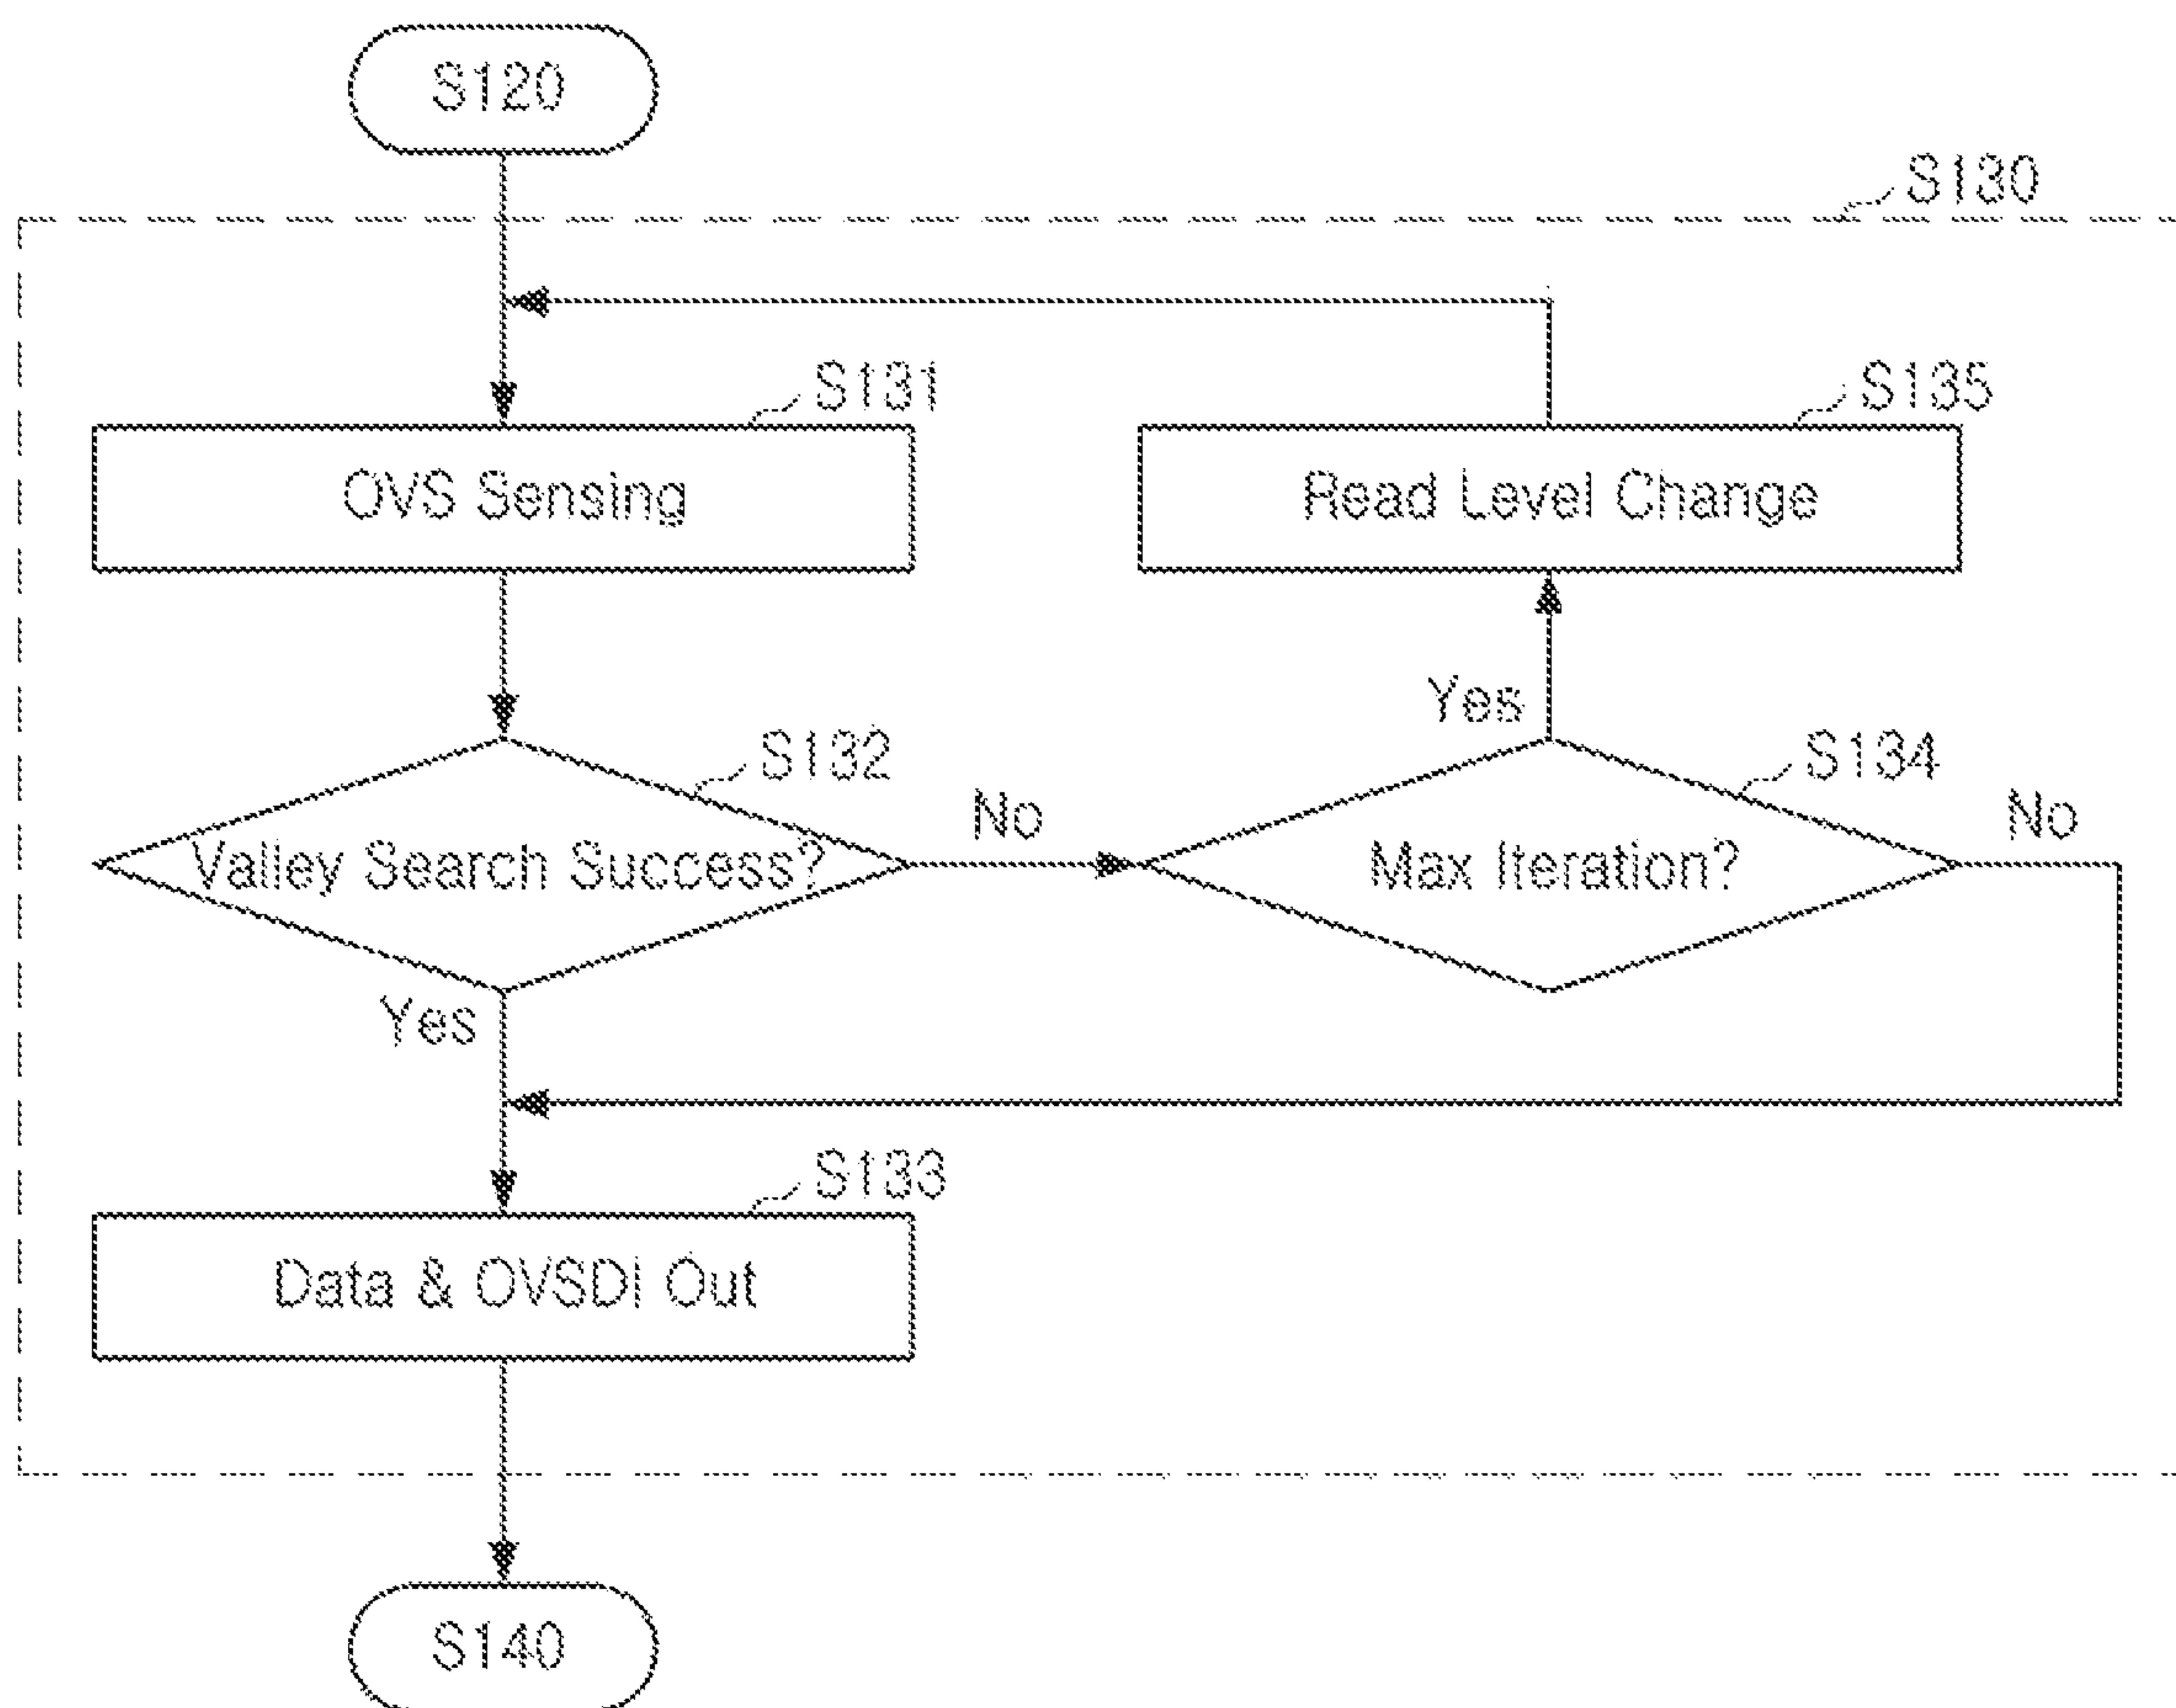 S120
S130
S131
S135
OVS Sensing
Read Level Change
Yes
S132
S134
No
No
Valley Search Success?
Max Iteration?
Yes
S133
Data & OVSDI Out
S140